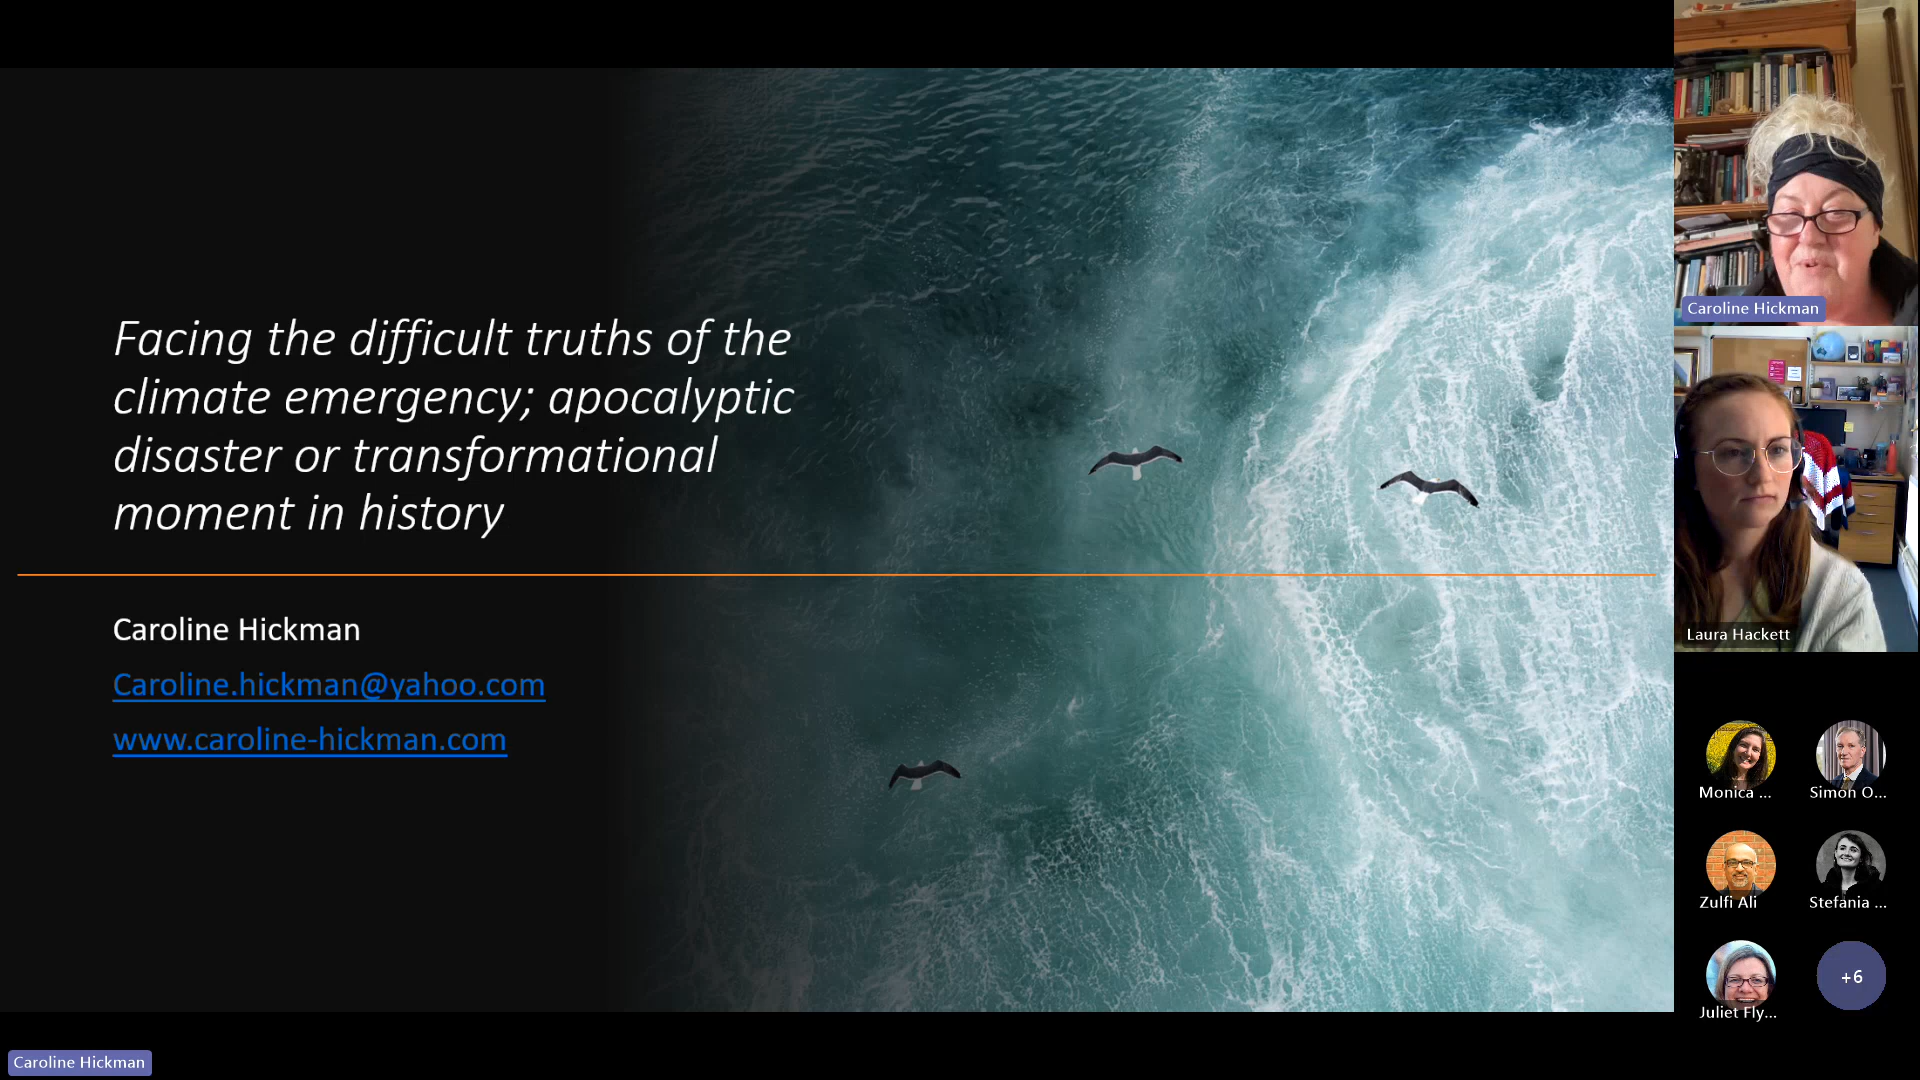 Facing the difficult truths of the
climate emergency; apocalyptic
disaster or transformational
moment in history
Caroline Hickman
Caroline.hickman@yahoo.com
www.caroline-hickman.com
Caroline Hickman
Caroline Hickman
Laura Hackett
Monica ...
Simon O...
Zulfi Ali
Stefania ...
Juliet Fly...
+6